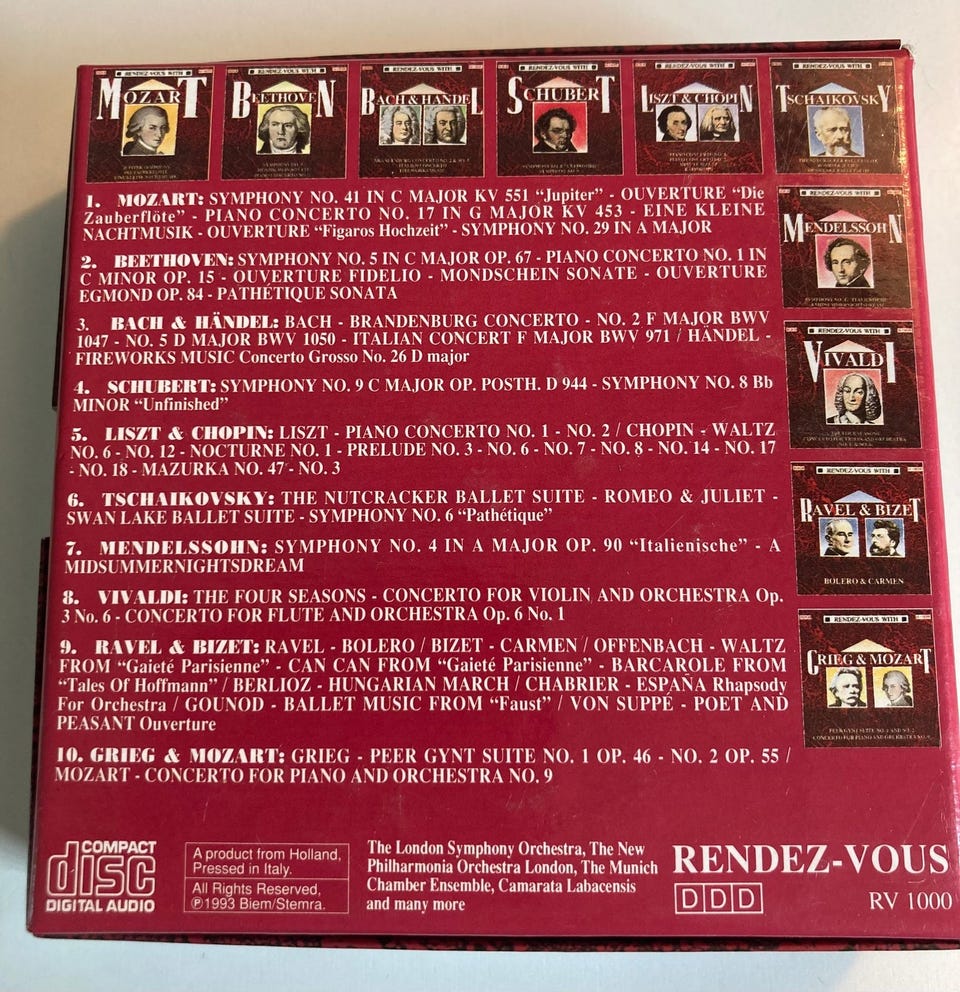 RENDEZ-VOUS WITH
MOZART
RENDEZ-VOUS WITH
BEETHOVEN
RENDEZ-VOUS WITH
BACH & HÄNDEL
RENDEZ-VOUS WITH
SCHUBERT
RENDEZ-VOUS WITH
LISZT & CHOPIN
RENDEZ-VOUS WITH
TSCHAIKOVSKY
RENDEZ-VOUS WITH
MENDELSSOHN
RENDEZ-VOUS WITH
VIVALDI
RENDEZ-VOUS WITH
RAVEL & BIZET
BOLERO & CARMEN
RENDEZ-VOUS WITH
GRIEG & MOZART
1. MOZART: SYMPHONY NO. 41 IN C MAJOR KV 551 “Jupiter” - OUVERTURE “Die
Zauberflöte” - PIANO CONCERTO NO. 17 IN G MAJOR KV 453 - EINE KLEINE
NACHTMUSIK - OUVERTURE “Figaros Hochzeit” - SYMPHONY NO. 29 IN A MAJOR
2. BEETHOVEN: SYMPHONY NO. 5 IN C MAJOR OP. 67 - PIANO CONCERTO NO. 1 IN
C MINOR OP. 15 - OUVERTURE FIDELIO - MONDSCHEIN SONATE - OUVERTURE
EGMOND OP. 84 - PATHÉTIQUE SONATA
3. BACH & HÄNDEL: BACH - BRANDENBURG CONCERTO - NO. 2 F MAJOR BWV
1047 - NO. 5 D MAJOR BWV 1050 - ITALIAN CONCERT F MAJOR BWV 971 / HÄNDEL -
FIREWORKS MUSIC Concerto Grosso No. 26 D major
4. SCHUBERT: SYMPHONY NO. 9 C MAJOR OP. POSTH. D 944 - SYMPHONY NO. 8 Bb
MINOR “Unfinished”
5. LISZT & CHOPIN: LISZT - PIANO CONCERTO NO. 1 - NO. 2 / CHOPIN - WALTZ
NO. 6 - NO. 12 - NOCTURNE NO. 1 - PRELUDE NO. 3 - NO. 6 - NO. 7 - NO. 8 - NO. 14 - NO. 17
- NO. 18 - MAZURKA NO. 47 - NO. 3
6. TSCHAIKOVSKY: THE NUTCRACKER BALLET SUITE - ROMEO & JULIET -
SWAN LAKE BALLET SUITE - SYMPHONY NO. 6 “Pathétique”
7. MENDELSSOHN: SYMPHONY NO. 4 IN A MAJOR OP. 90 “Italienische” - A
MIDSUMMERNIGHTSDREAM
8. VIVALDI: THE FOUR SEASONS - CONCERTO FOR VIOLIN AND ORCHESTRA Op.
3 No. 6 - CONCERTO FOR FLUTE AND ORCHESTRA Op. 6 No. 1
9. RAVEL & BIZET: RAVEL - BOLERO / BIZET - CARMEN / OFFENBACH - WALTZ
FROM “Gaieté Parisienne” - CAN CAN FROM “Gaieté Parisienne” - BARCAROLE FROM
“Tales Of Hoffmann” / BERLIOZ - HUNGARIAN MARCH / CHABRIER - ESPAÑA Rhapsody
For Orchestra / GOUNOD - BALLET MUSIC FROM “Faust” / VON SUPPÉ - POET AND
PEASANT Ouverture
10. GRIEG & MOZART: GRIEG - PEER GYNT SUITE NO. 1 OP. 46 - NO. 2 OP. 55 /
MOZART - CONCERTO FOR PIANO AND ORCHESTRA NO. 9
COMPACT
disc
DIGITAL AUDIO
A product from Holland,
Pressed in Italy.
All Rights Reserved,
℗1993 Biem/Stemra.
The London Symphony Orchestra, The New
Philharmonia Orchestra London, The Munich
Chamber Ensemble, Camarata Labacensis
and many more
RENDEZ-VOUS
DDD
RV 1000